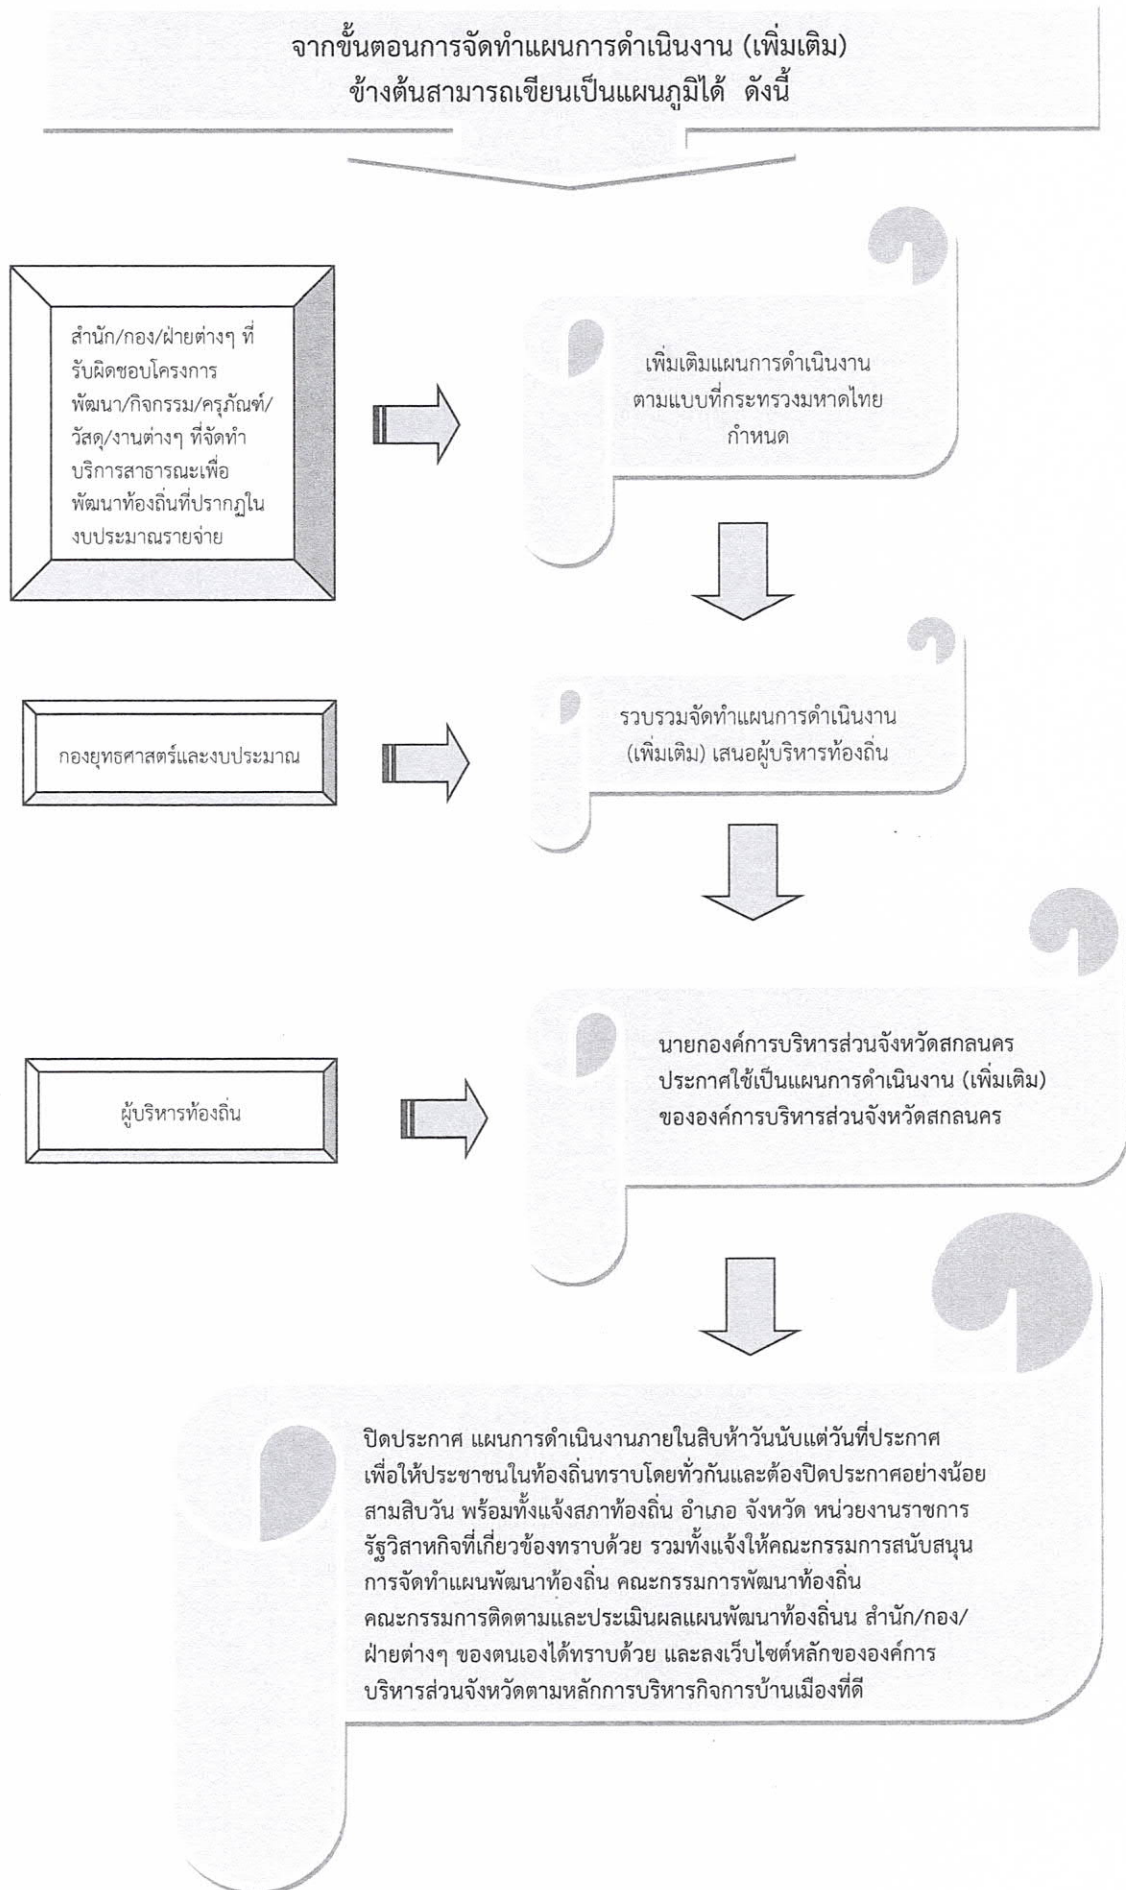 จากขั้นตอนการจัดทำแผนการดำเนินงาน (เพิ่มเติม)
ข้างต้นสามารถเขียนเป็นแผนภูมิได้ ดังนี้
สำนัก/กอง/ฝ่ายต่างๆ ที่
รับผิดชอบโครงการ
พัฒนา/กิจกรรม/ครุภัณฑ์/
วัสดุ/งานต่างๆ ที่จัดทำ
บริการสาธารณะเพื่อ
พัฒนาท้องถิ่นที่ปรากฏใน
งบประมาณรายจ่าย
เพิ่มเติมแผนการดำเนินงาน
ตามแบบที่กระทรวงมหาดไทย
กำหนด
กองยุทธศาสตร์และงบประมาณ
รวบรวมจัดทำแผนการดำเนินงาน
(เพิ่มเติม) เสนอผู้บริหารท้องถิ่น
ผู้บริหารท้องถิ่น
นายกองค์การบริหารส่วนจังหวัดสกลนคร
ประกาศใช้เป็นแผนการดำเนินงาน (เพิ่มเติม)
ขององค์การบริหารส่วนจังหวัดสกลนคร
ปิดประกาศ แผนการดำเนินงานภายในสิบห้าวันนับแต่วันที่ประกาศ
เพื่อให้ประชาชนในท้องถิ่นทราบโดยทั่วกันและต้องปิดประกาศอย่างน้อย
สามสิบวัน พร้อมทั้งแจ้งสภาท้องถิ่น อำเภอ จังหวัด หน่วยงานราชการ
รัฐวิสาหกิจที่เกี่ยวข้องทราบด้วย รวมทั้งแจ้งให้คณะกรรมการสนับสนุน
การจัดทำแผนพัฒนาท้องถิ่น คณะกรรมการพัฒนาท้องถิ่น
คณะกรรมการติดตามและประเมินผลแผนพัฒนาท้องถิ่นน สำนัก/กอง/
ฝ่ายต่างๆ ของตนเองได้ทราบด้วย และลงเว็บไซต์หลักขององค์การ
บริหารส่วนจังหวัดตามหลักการบริหารกิจการบ้านเมืองที่ดี